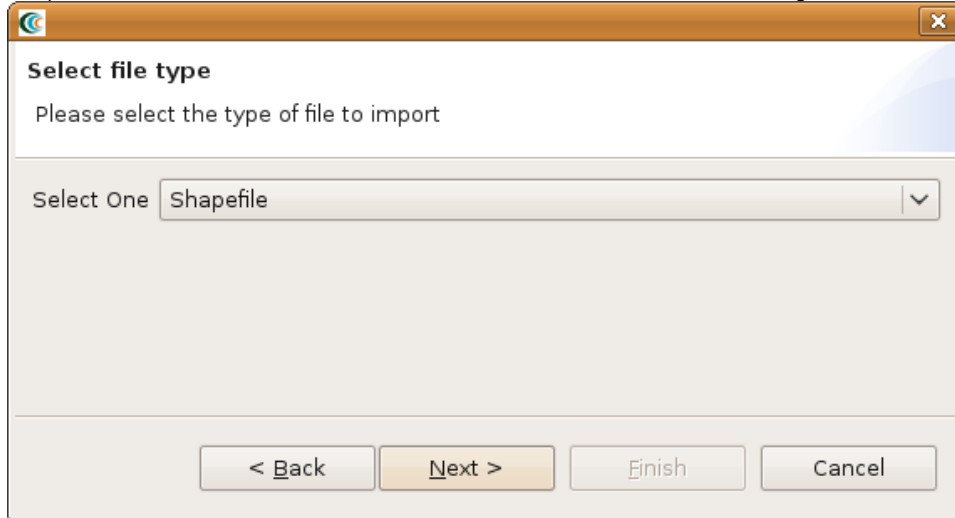 Select file type
Please select the type of file to import
Select One Shapefile
< Back Next > Finish Cancel